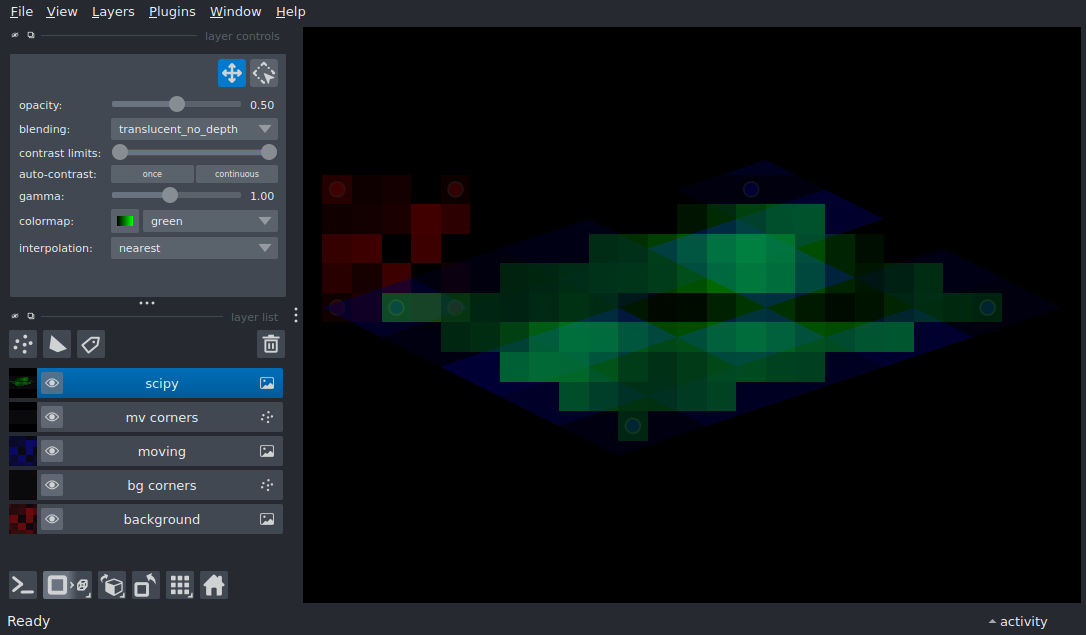 File View Layers Plugins Window Help
layer controls
opacity: 0.50
blending: translucent_no_depth
contrast limits:
auto-contrast: once continuous
gamma: 1.00
colormap: green
interpolation: nearest
layer list
scipy
mv corners
moving
bg corners
background
Ready activity